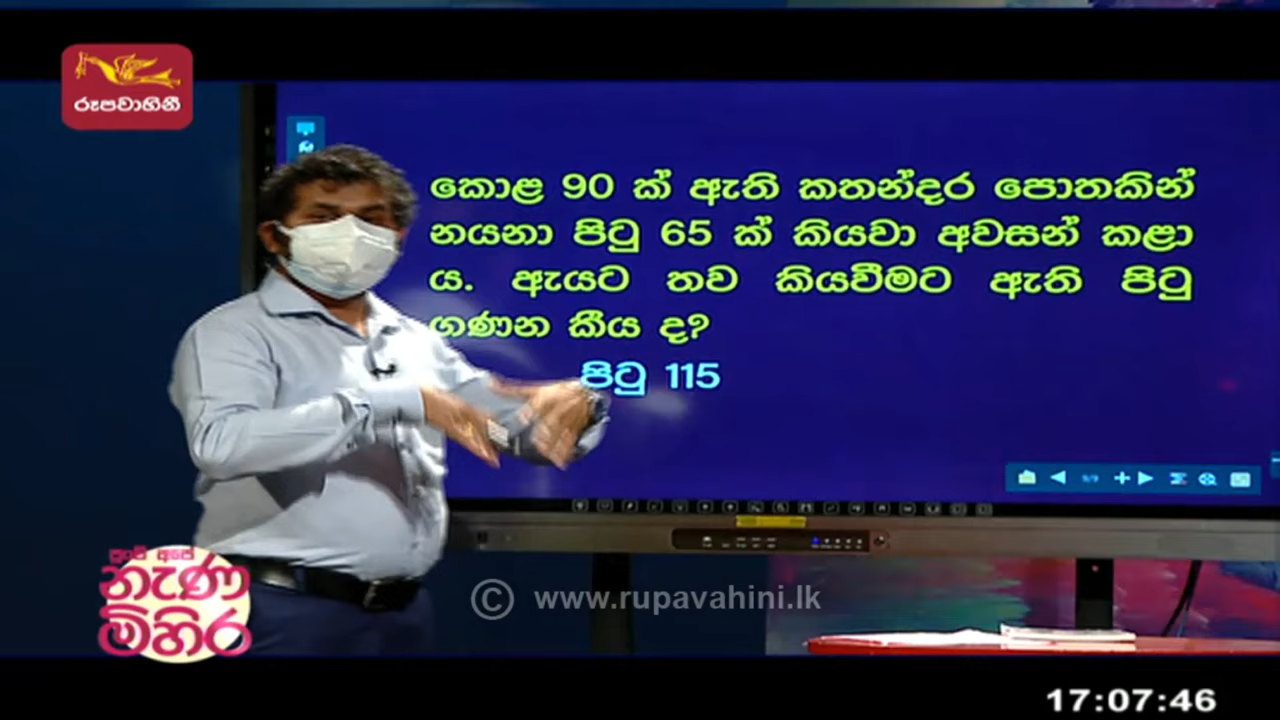 රූපවාහිනී
කොළ 90 ක් ඇති කතන්දර පොතකින්
නයනා පිටු 65 ක් කියවා අවසන් කළා
ය. ඇයට තව කියවීමට ඇති පිටු
ගණන කීය ද?
පිටු 115
පුංචි අපේ
නැණ
මිහිර
© www.rupavahini.lk
17:07:46